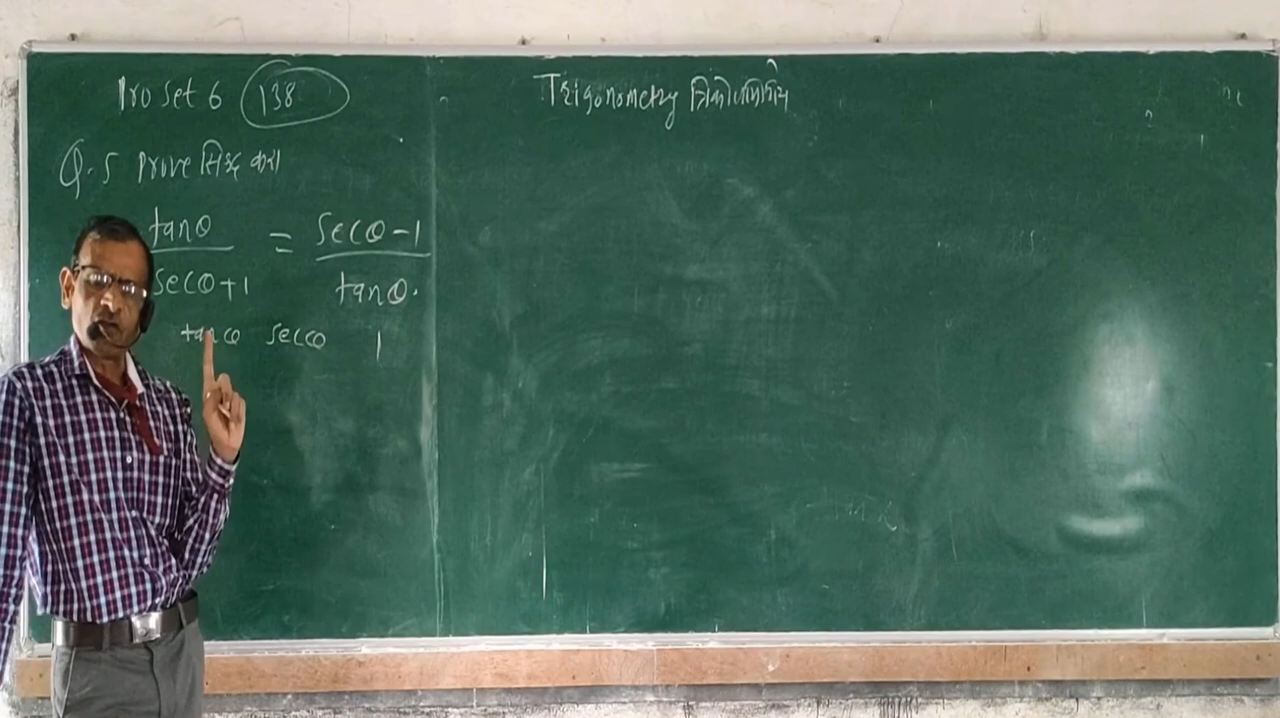 Pro Set 6 138
Trigonometry त्रिकोणमिती
Q.5 Prove सिद्ध करा
tanθ = secθ-1
secθ+1 tanθ.
tanθ secθ 1